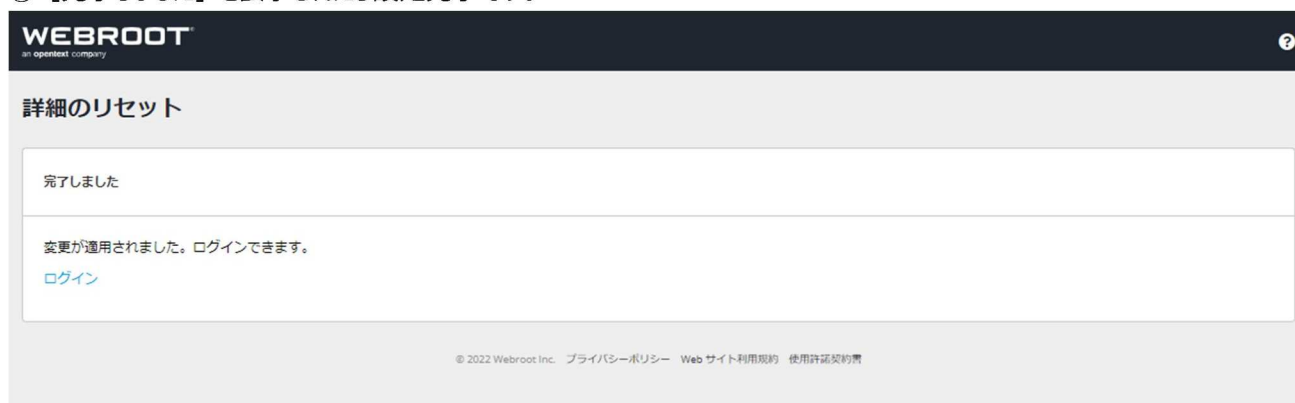 WEBROOT
an opentext company
詳細のリセット
完了しました
変更が適用されました。ログインできます。
ログイン
© 2022 Webroot Inc. プライバシーポリシー Web サイト利用規約 使用許諾契約書